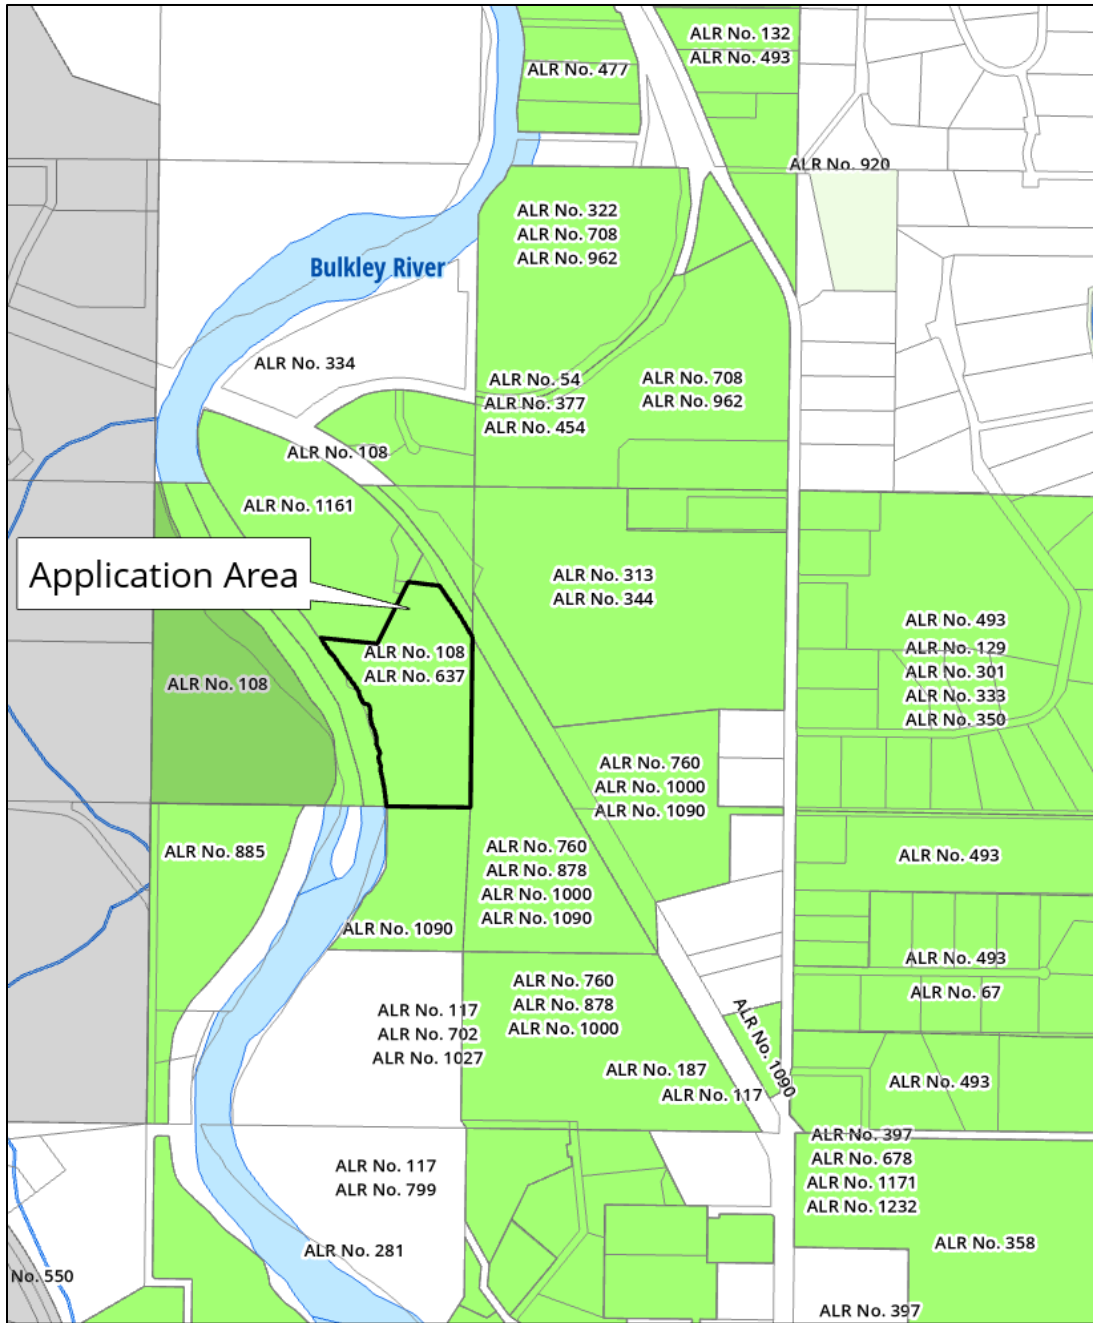 ALR No. 132
ALR No. 493
ALR No. 477
ALR No. 920
ALR No. 322
ALR No. 708
ALR No. 962
Bulkley River
ALR No. 334
ALR No. 54
ALR No. 377
ALR No. 454
ALR No. 708
ALR No. 962
ALR No. 108
ALR No. 1161
Application Area
ALR No. 313
ALR No. 344
ALR No. 493
ALR No. 129
ALR No. 301
ALR No. 333
ALR No. 350
ALR No. 108
ALR No. 637
ALR No. 108
ALR No. 760
ALR No. 1000
ALR No. 1090
ALR No. 885
ALR No. 760
ALR No. 878
ALR No. 1000
ALR No. 1090
ALR No. 493
ALR No. 1090
ALR No. 493
ALR No. 67
ALR No. 760
ALR No. 878
ALR No. 1000
ALR No. 117
ALR No. 702
ALR No. 1027
ALR No. 1090
ALR No. 187
ALR No. 117
ALR No. 493
ALR No. 397
ALR No. 678
ALR No. 1171
ALR No. 1232
ALR No. 117
ALR No. 799
ALR No. 281
ALR No. 358
No. 550
ALR No. 397